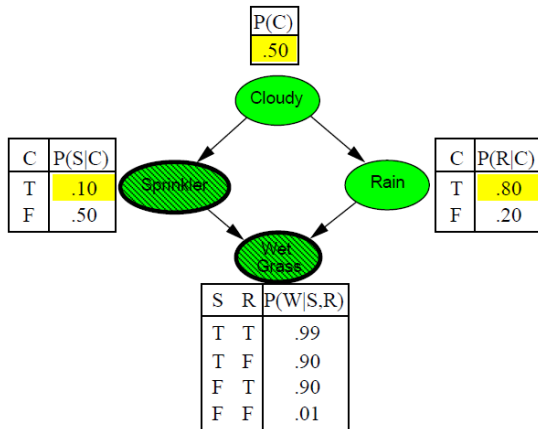 P(C)
.50
Cloudy
C P(S|C)
T .10
F .50
Sprinkler
Rain
C P(R|C)
T .80
F .20
Wet
Grass
S R P(W|S,R)
T T .99
T F .90
F T .90
F F .01